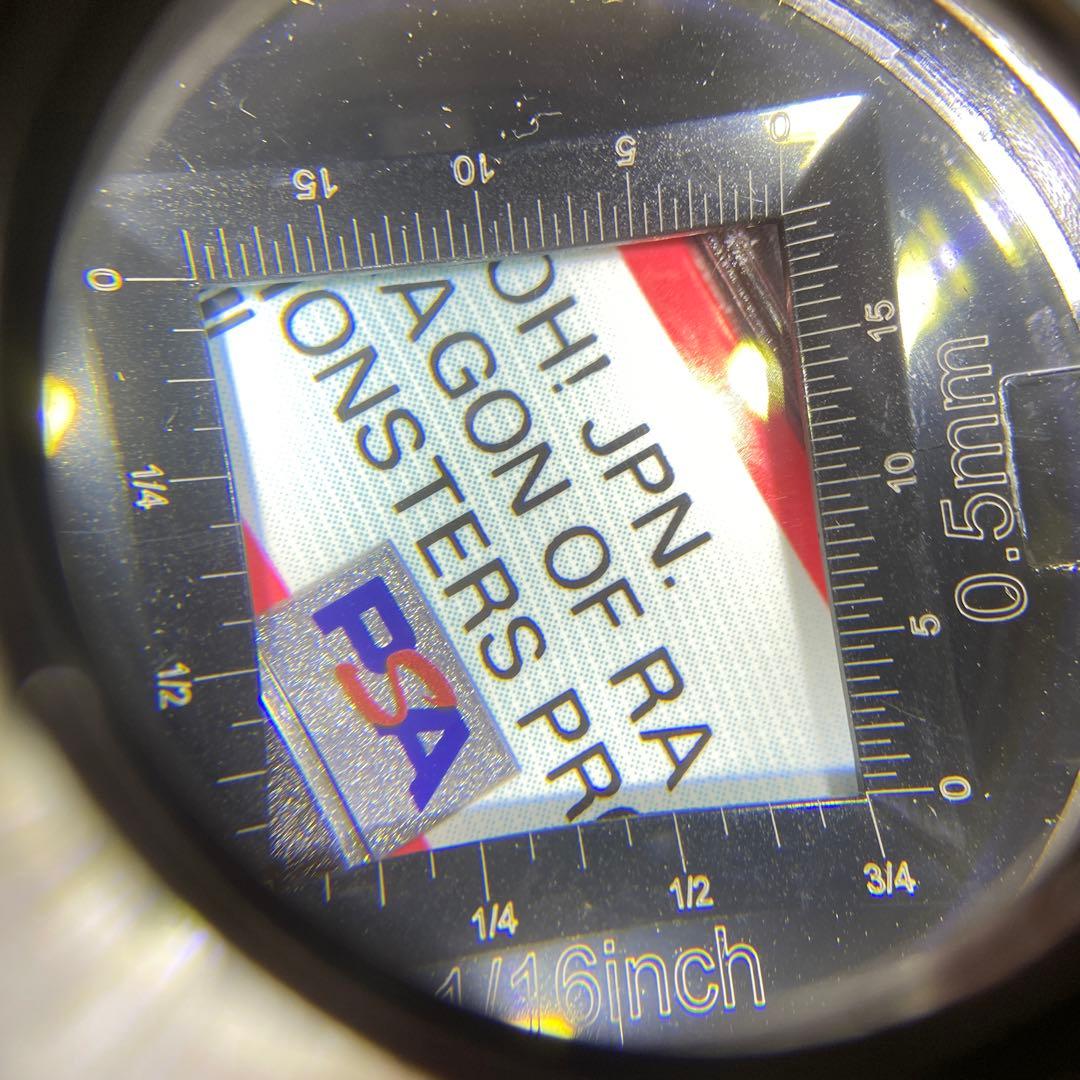 OH! JPN.
AGON OF RA
IONSTERS PR
PSA
0
5
10
15
0
1/4
1/2
15
10
5
0
0.5mm
1/4
1/2
3/4
1/16inch